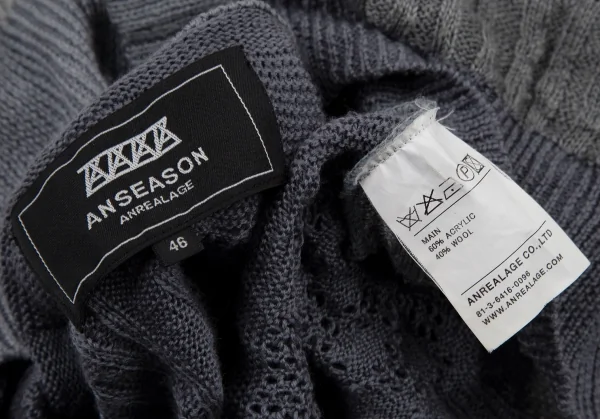 ANSEASON
ANREALAGE
46
MAIN
60% ACRYLIC
40% WOOL
ANREALAGE CO.,LTD
81-3-6416-0096
WWW.ANREALAGE.COM